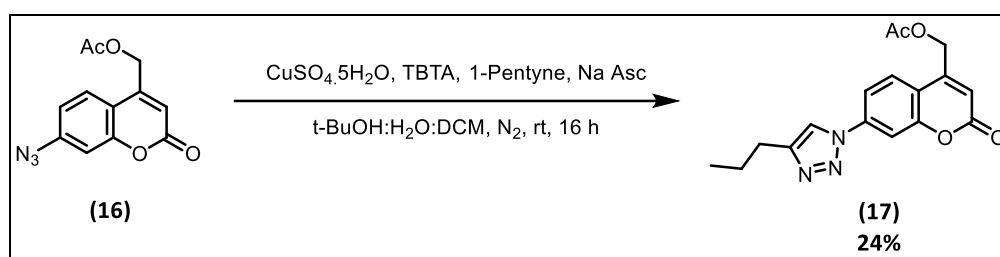 AcO
O
O
N3
(16)
CuSO4.5H2O, TBTA, 1-Pentyne, Na Asc
t-BuOH:H2O:DCM, N2, rt, 16 h
AcO
O
O
N
N
N
(17)
24%